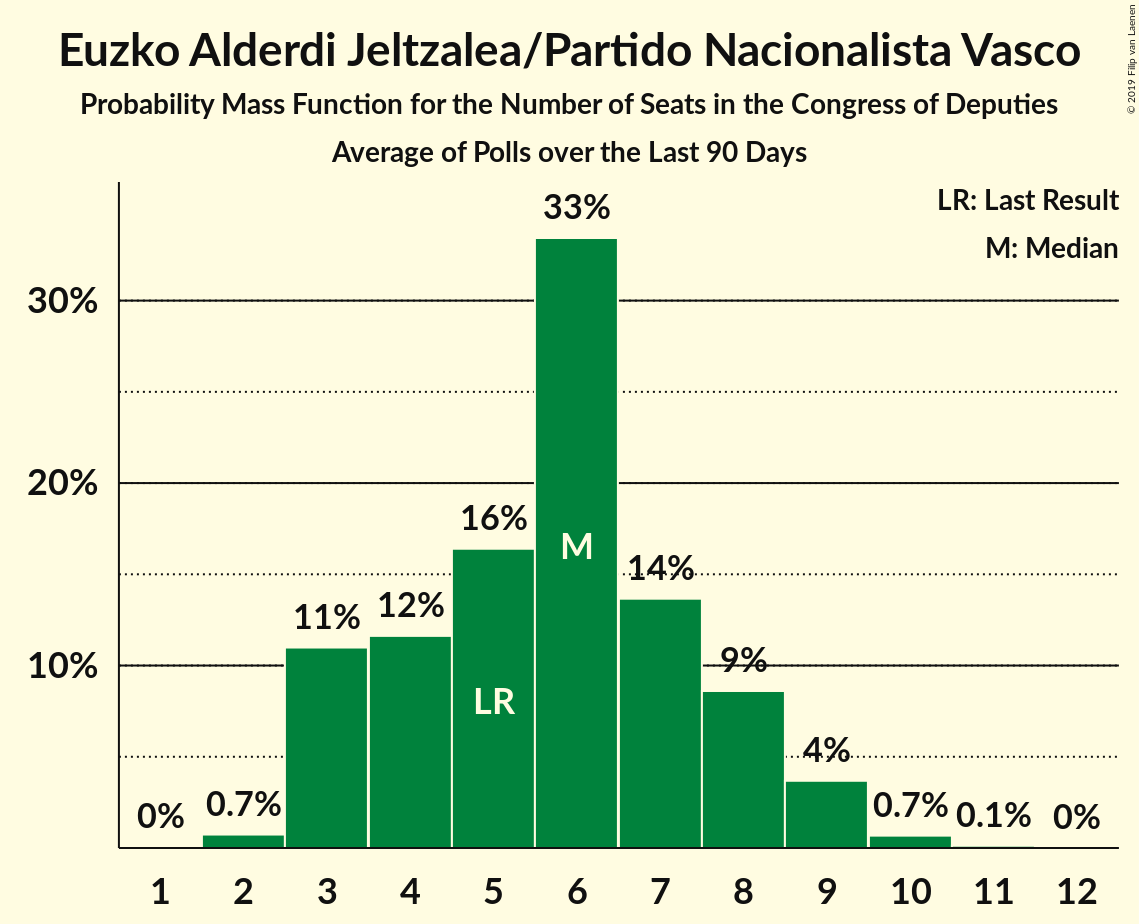 Euzko Alderdi Jeltzalea/Partido Nacionalista Vasco
Probability Mass Function for the Number of Seats in the Congress of Deputies
Average of Polls over the Last 90 Days
© 2019 Filip van Laenen
LR: Last Result
M: Median
30%
20%
10%
0%
0.7%
11%
12%
16%
33%
14%
9%
4%
0.7%
0.1%
0%
M
LR
1 2 3 4 5 6 7 8 9 10 11 12